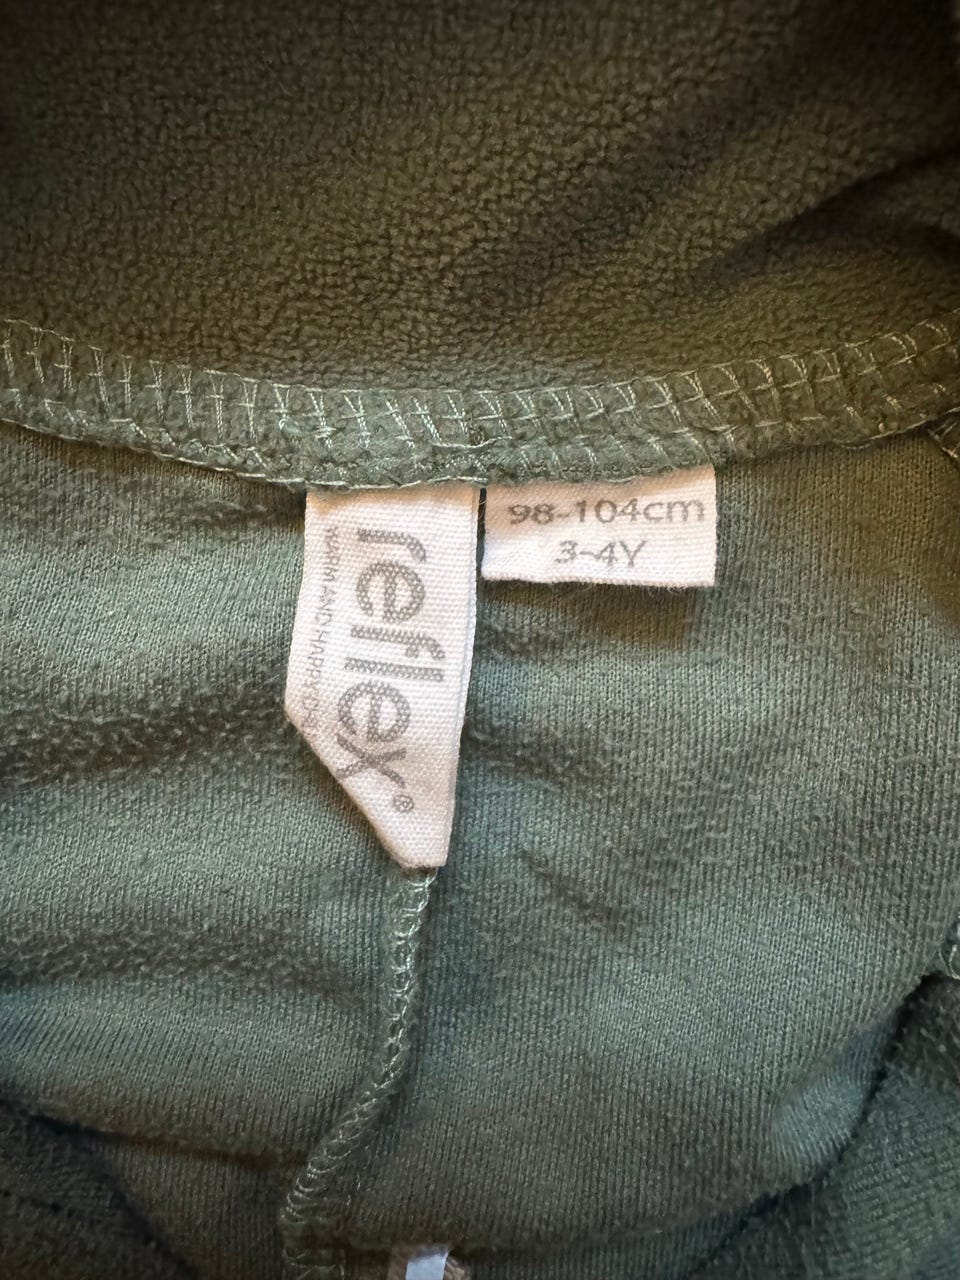 reflex®
WARM AND HAPPY KIDS
98-104cm
3-4Y